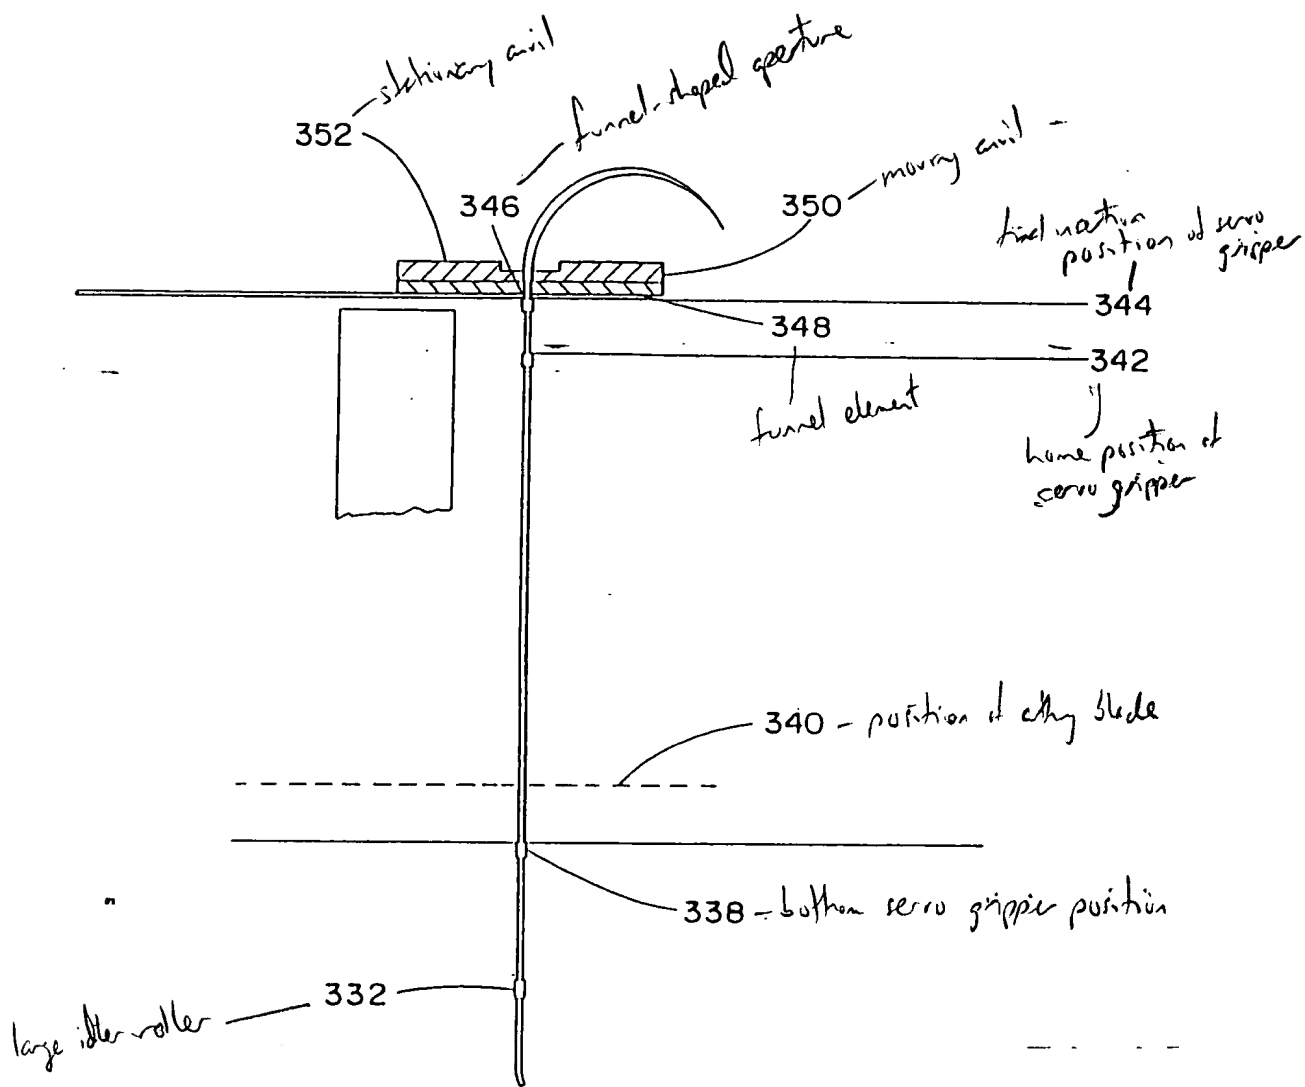 352 - stationary anvil
346 - funnel-shaped aperture
350 - moving anvil -
final insertion
position of servo
gripper
344
348
funnel element
342
home position of
servo gripper
340 - position of cutting blade
338 - bottom servo gripper position
332
large idler roller